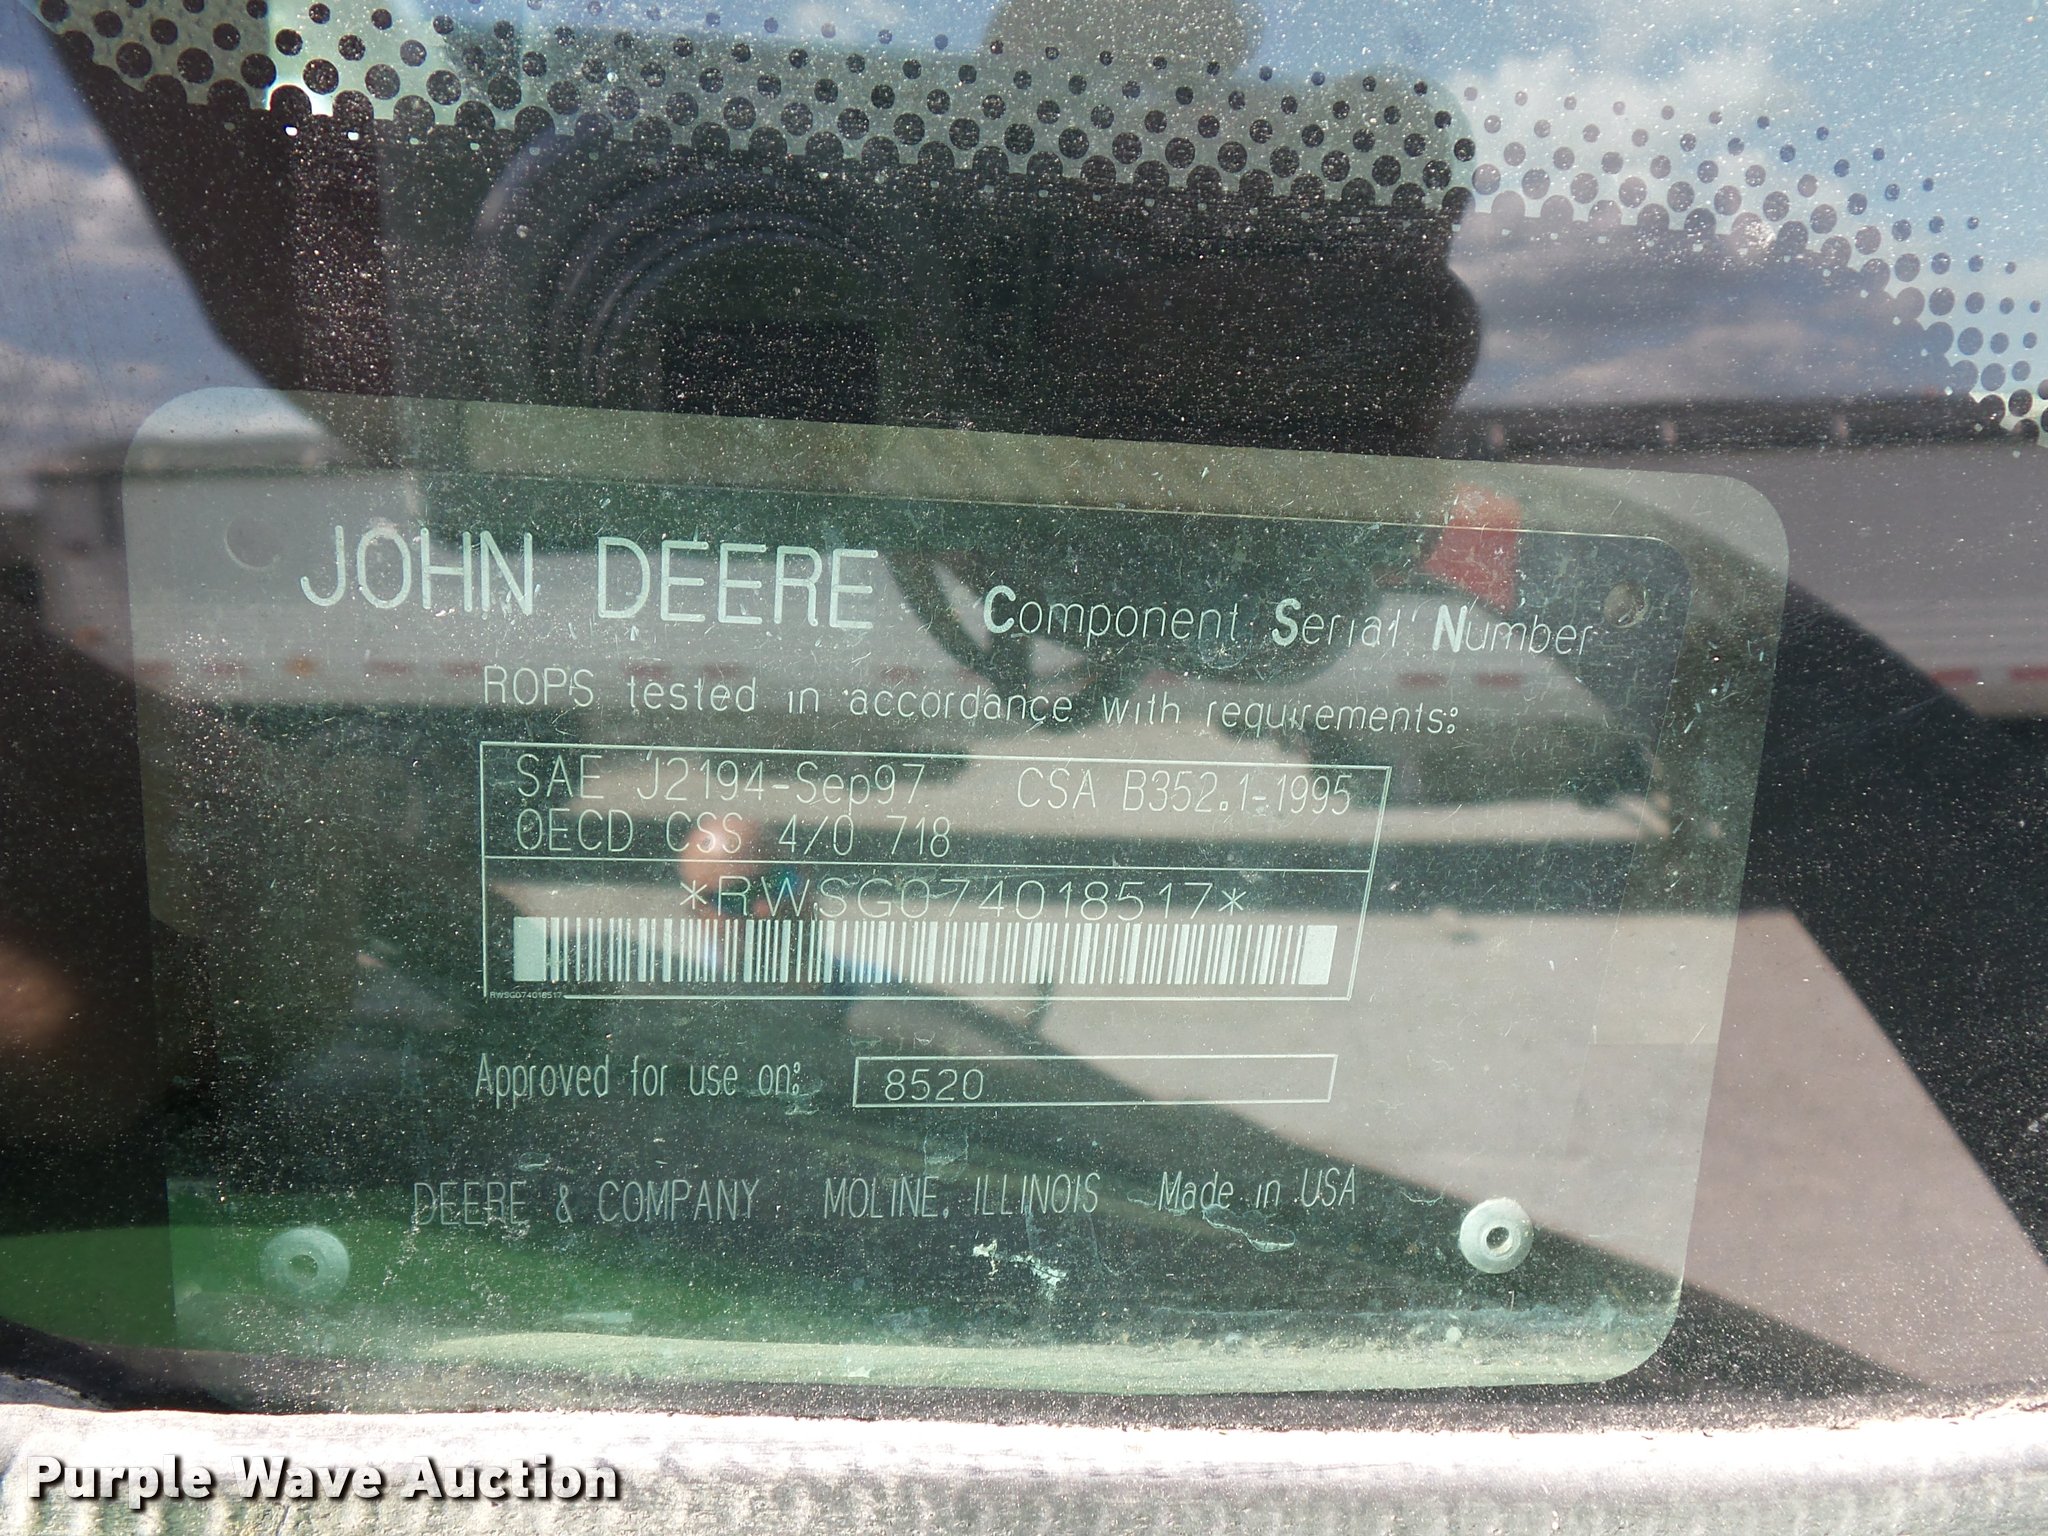 JOHN DEERE Component Serial Number
ROPS tested in accordance with requirements:
SAE J2194-Sep97 CSA B352.1-1995
OECD CSS 4/0 718
*RWSG074018517*
RWSG074018517
Approved for use on: 8520
DEERE & COMPANY MOLINE, ILLINOIS Made in USA
Purple Wave Auction